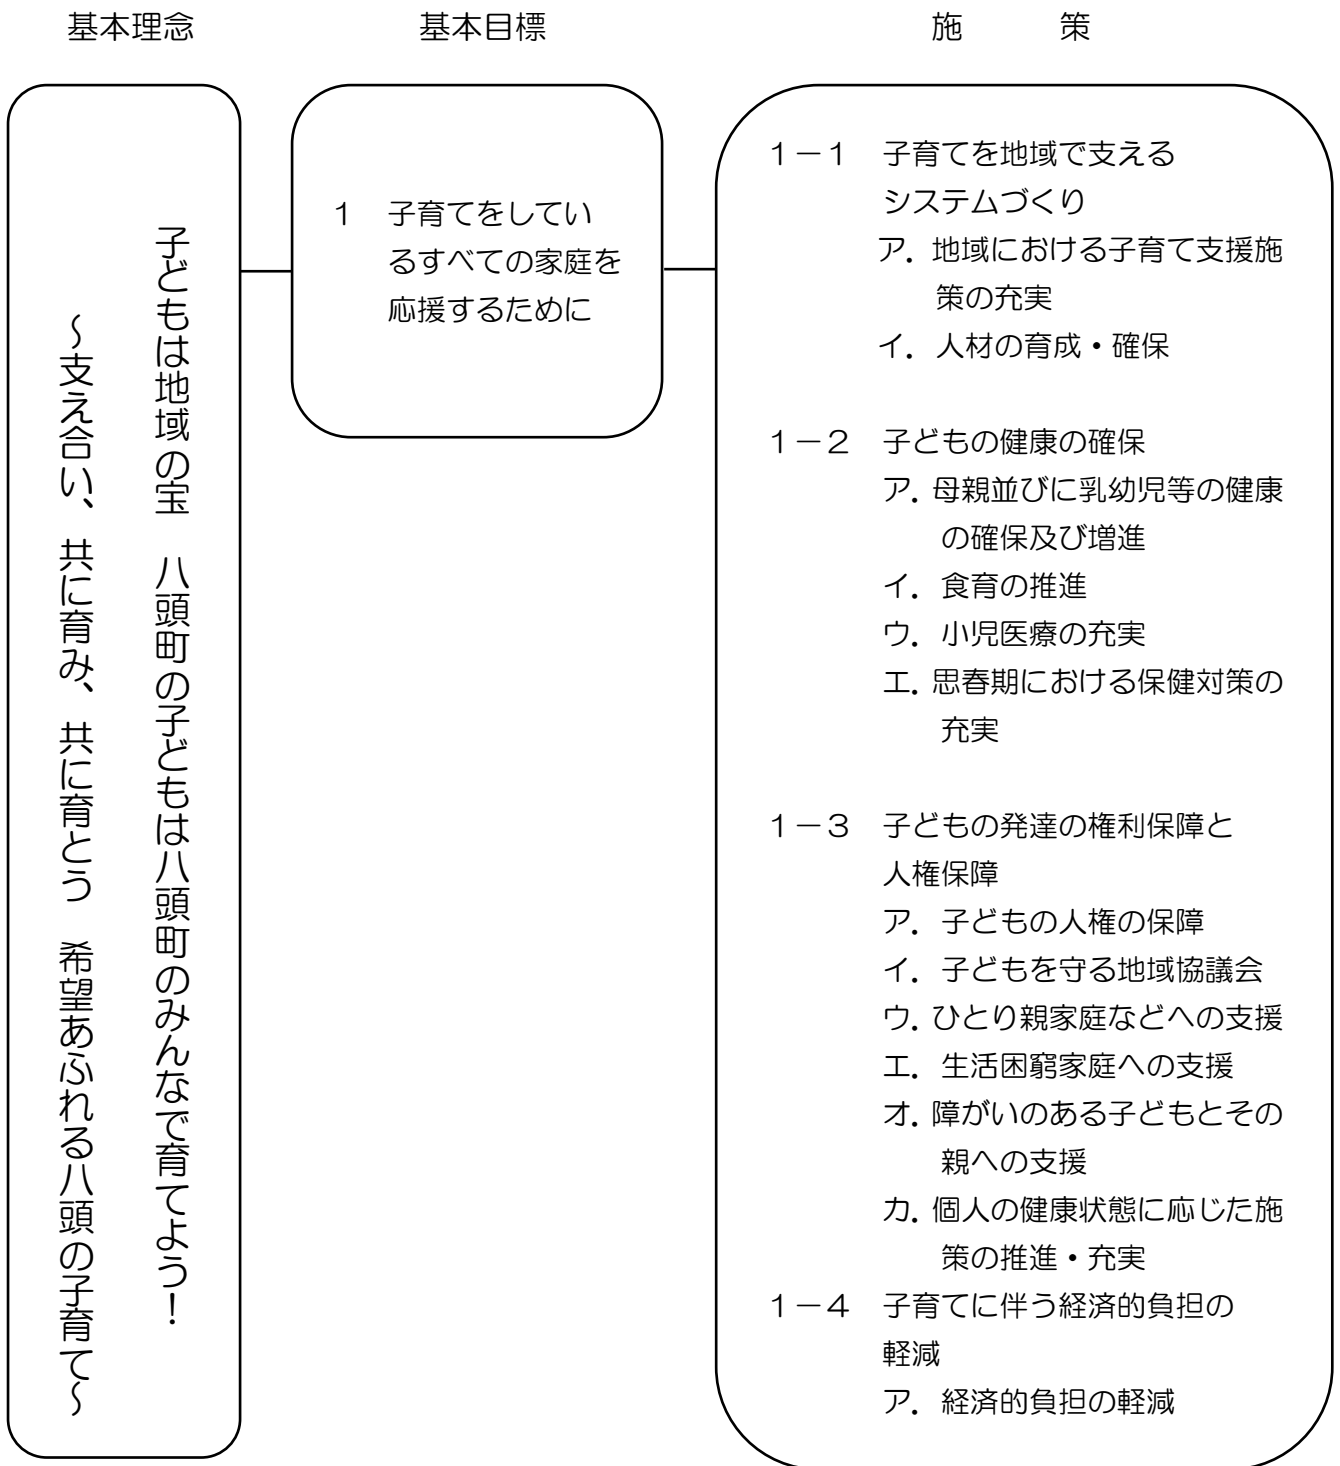 基本理念
基本目標
施　策
子どもは地域の宝　八頭町の子どもは八頭町のみんなで育てよう！
～支え合い、共に育み、共に育とう　希望あふれる八頭の子育て～
１　子育てをしてい
るすべての家庭を
応援するために
１－１　子育てを地域で支える
システムづくり
ア．地域における子育て支援施
策の充実
イ．人材の育成・確保
１－２　子どもの健康の確保
ア．母親並びに乳幼児等の健康
の確保及び増進
イ．食育の推進
ウ．小児医療の充実
エ．思春期における保健対策の
充実
１－３　子どもの発達の権利保障と
人権保障
ア．子どもの人権の保障
イ．子どもを守る地域協議会
ウ．ひとり親家庭などへの支援
エ．生活困窮家庭への支援
オ．障がいのある子どもとその
親への支援
カ．個人の健康状態に応じた施
策の推進・充実
１－４　子育てに伴う経済的負担の
軽減
ア．経済的負担の軽減